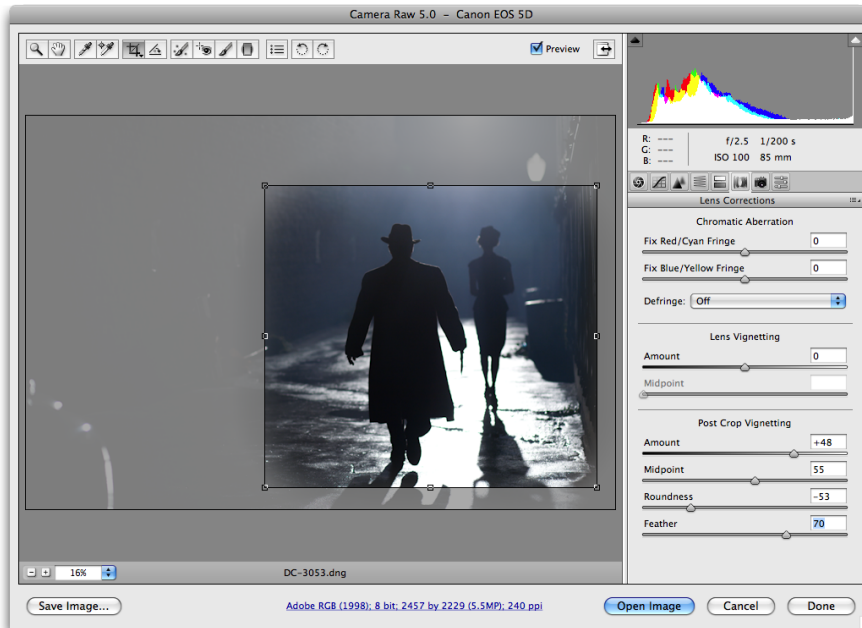 Camera Raw 5.0 – Canon EOS 5D
Preview
R: ---
G: ---
B: ---
f/2.5 1/200 s
ISO 100 85 mm
Lens Corrections
Chromatic Aberration
Fix Red/Cyan Fringe 0
Fix Blue/Yellow Fringe 0
Defringe: Off
Lens Vignetting
Amount 0
Midpoint
Post Crop Vignetting
Amount +48
Midpoint 55
Roundness -53
Feather 70
16% DC-3053.dng
Save Image... Adobe RGB (1998); 8 bit; 2457 by 2229 (5.5MP); 240 ppi Open Image Cancel Done